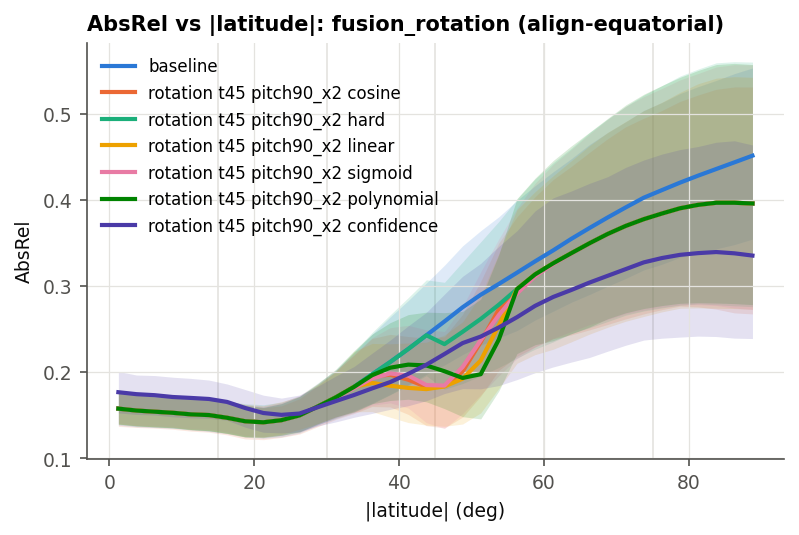 AbsRel vs |latitude|: fusion_rotation (align-equatorial)
baseline
rotation t45 pitch90_x2 cosine
rotation t45 pitch90_x2 hard
rotation t45 pitch90_x2 linear
rotation t45 pitch90_x2 sigmoid
rotation t45 pitch90_x2 polynomial
rotation t45 pitch90_x2 confidence
AbsRel
0.5
0.4
0.3
0.2
0.1
0 20 40 60 80
|latitude| (deg)